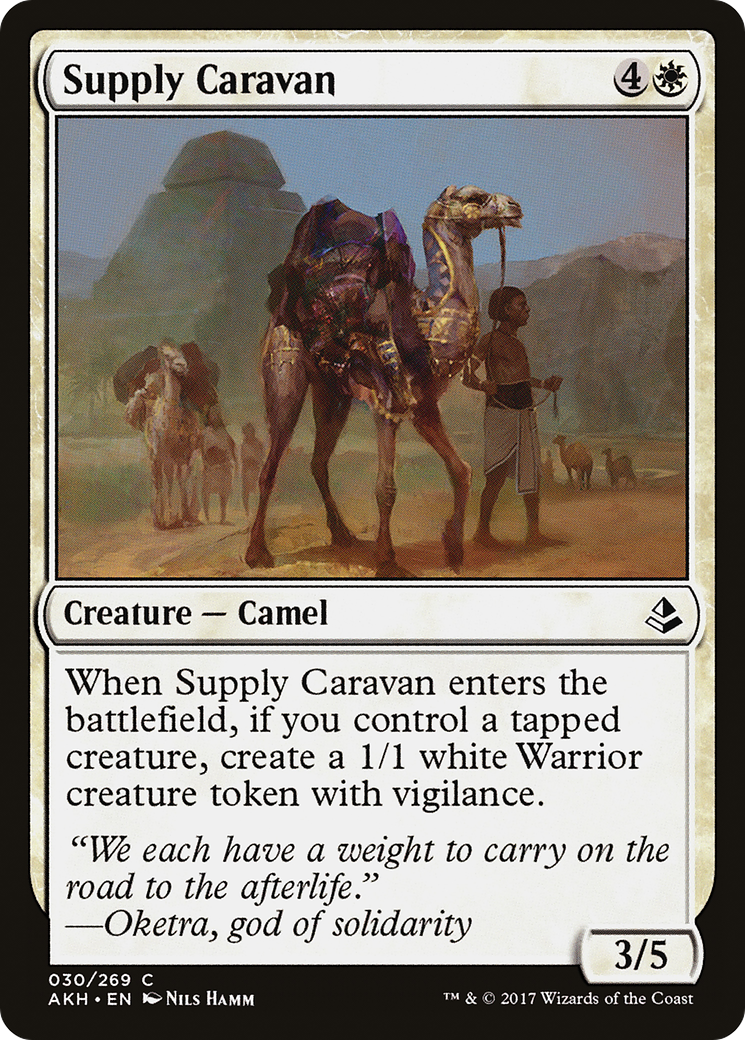 Supply Caravan 4
Creature — Camel
When Supply Caravan enters the
battlefield, if you control a tapped
creature, create a 1/1 white Warrior
creature token with vigilance.
“We each have a weight to carry on the
road to the afterlife.”
—Oketra, god of solidarity
3/5
030/269 C
AKH • EN Nils Hamm
™ & © 2017 Wizards of the Coast